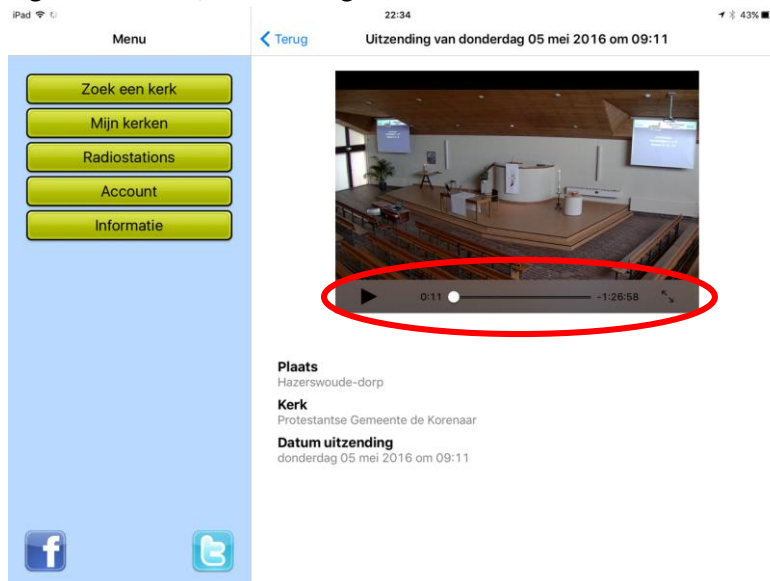 iPad
22:34
43%
Menu
Terug
Uitzending van donderdag 05 mei 2016 om 09:11
Zoek een kerk
Mijn kerken
Radiostations
Account
Informatie
0:11
-1:26:58
Plaats
Hazerswoude-dorp
Kerk
Protestantse Gemeente de Korenaar
Datum uitzending
donderdag 05 mei 2016 om 09:11